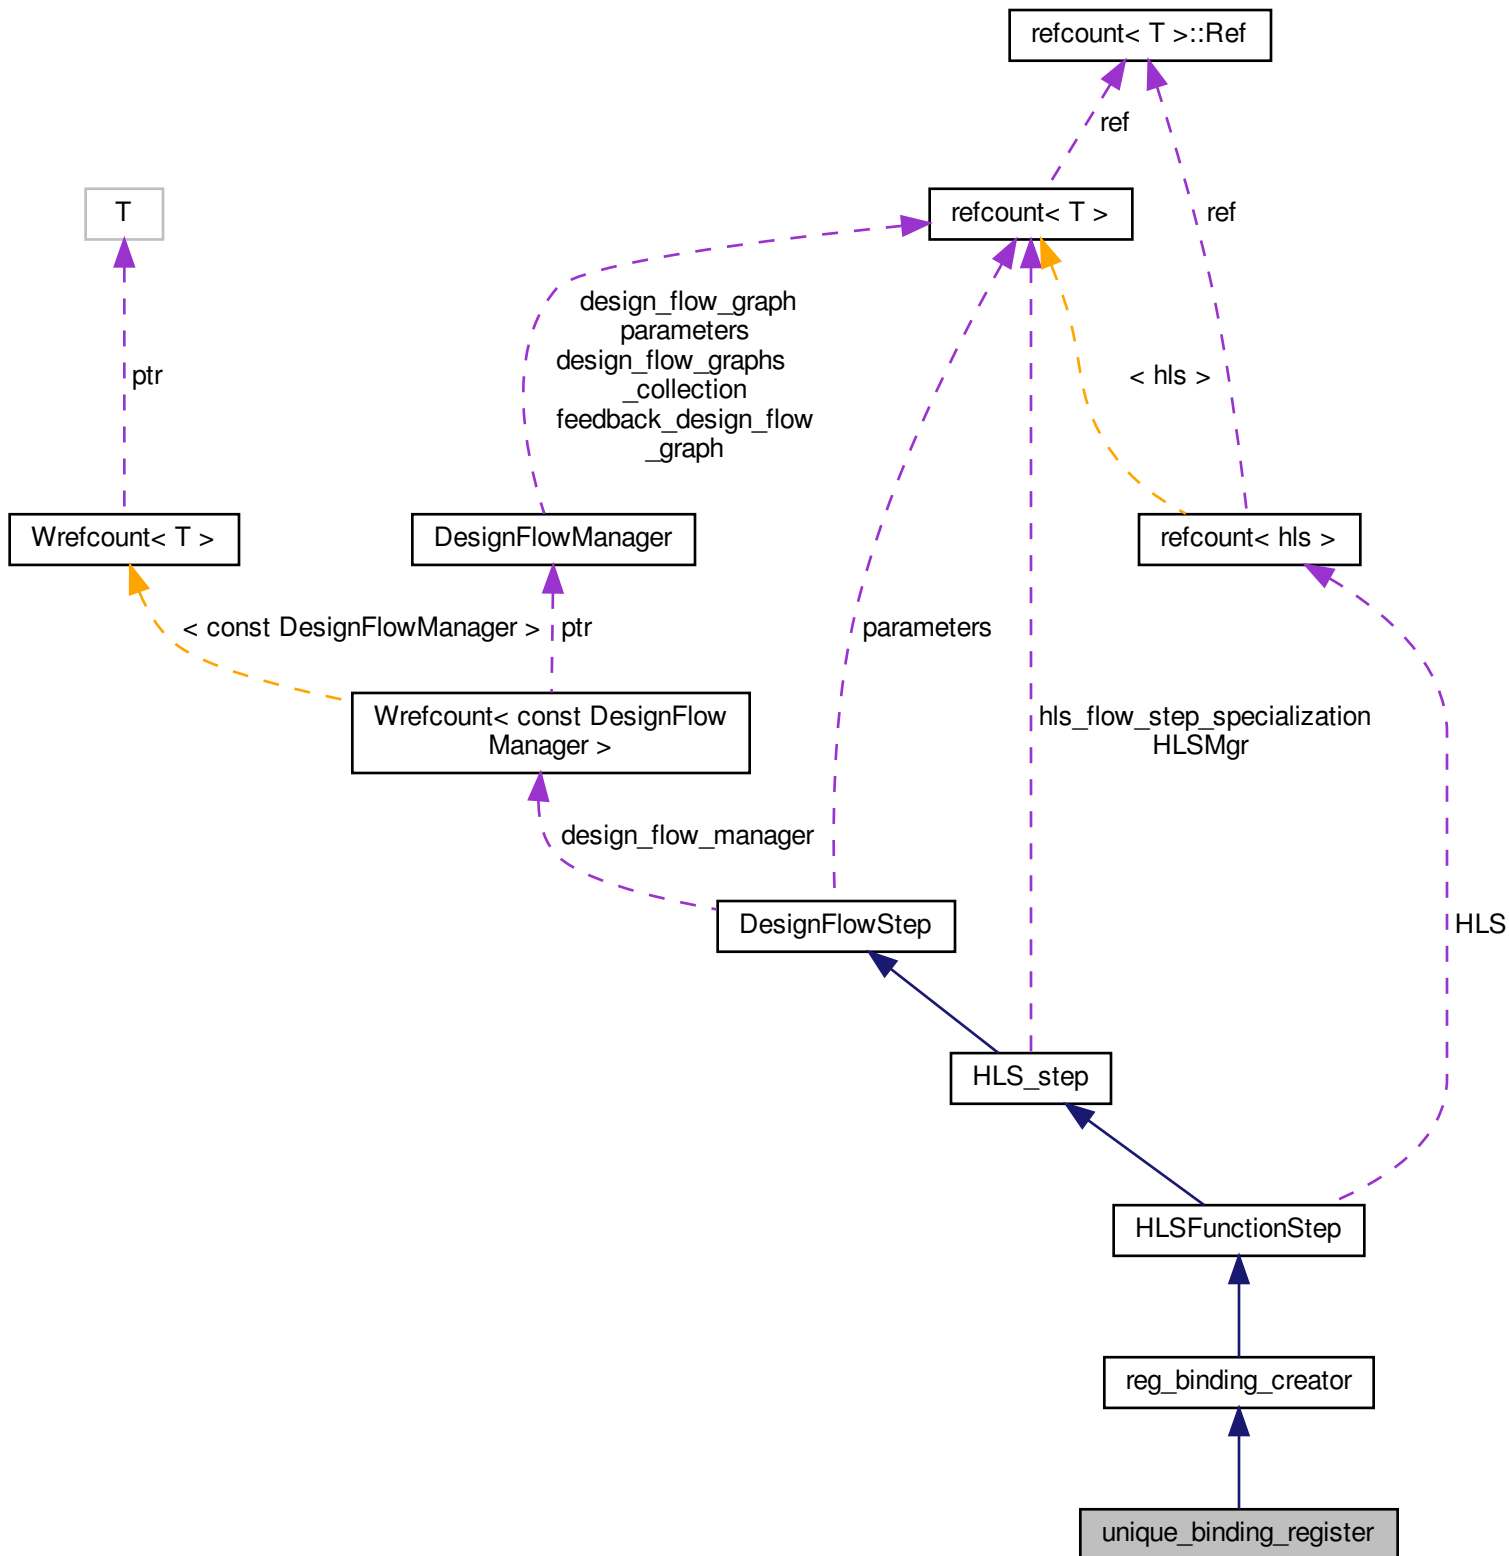 refcount< T >::Ref
ref
T
refcount< T >
ref
design_flow_graph
parameters
design_flow_graphs
_collection
feedback_design_flow
_graph
ptr
< hls >
Wrefcount< T >
DesignFlowManager
refcount< hls >
< const DesignFlowManager >
ptr
parameters
Wrefcount< const DesignFlow
Manager >
hls_flow_step_specialization
HLSMgr
design_flow_manager
DesignFlowStep
HLS
HLS_step
HLSFunctionStep
reg_binding_creator
unique_binding_register